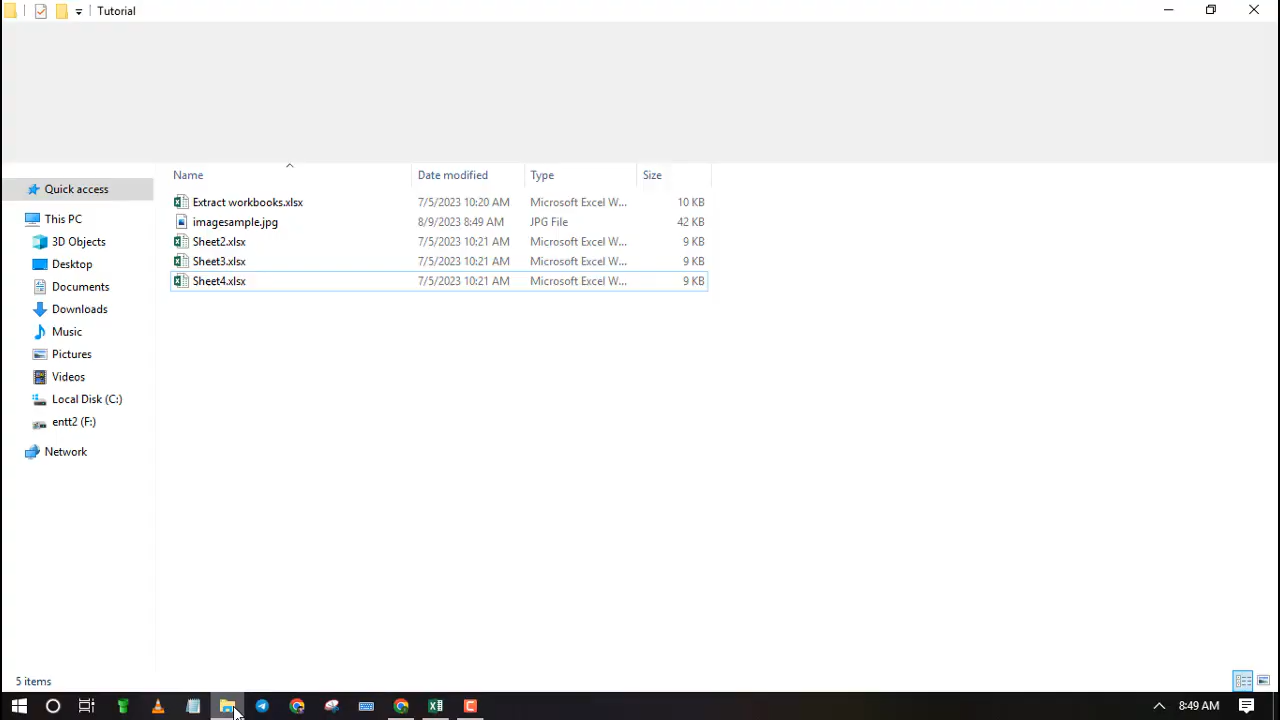 Tutorial
Name Date modified Type Size
Extract workbooks.xlsx 7/5/2023 10:20 AM Microsoft Excel W... 10 KB
imagesample.jpg 8/9/2023 8:49 AM JPG File 42 KB
Sheet2.xlsx 7/5/2023 10:21 AM Microsoft Excel W... 9 KB
Sheet3.xlsx 7/5/2023 10:21 AM Microsoft Excel W... 9 KB
Sheet4.xlsx 7/5/2023 10:21 AM Microsoft Excel W... 9 KB
Quick access
This PC
3D Objects
Desktop
Documents
Downloads
Music
Pictures
Videos
Local Disk (C:)
entt2 (F:)
Network
5 items
8:49 AM